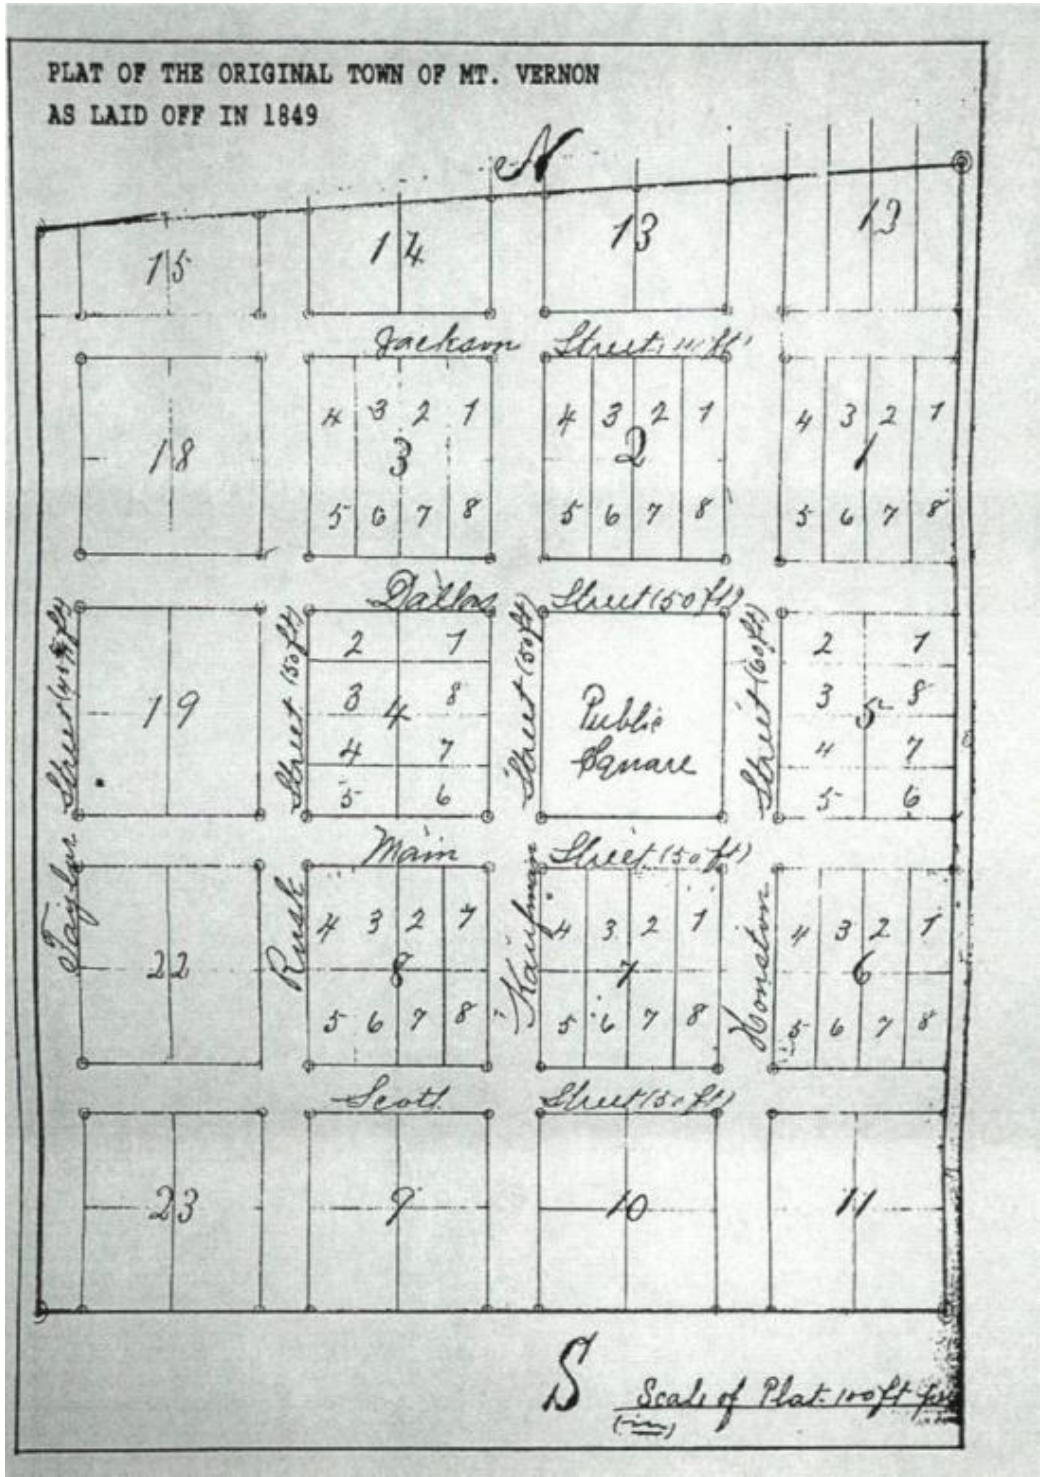 PLAT OF THE ORIGINAL TOWN OF MT. VERNON
AS LAID OFF IN 1849
N
15 14 13 12
Jackson Street
18
4 3 2 1
3
5 6 7 8
4 3 2 1
2
5 6 7 8
4 3 2 1
1
5 6 7 8
Dallas Street (50 ft)
Taylor Street
19
Rusk Street (50 ft)
2 1
3 4 8
4 7
5 6
Kaufman Street (50 ft)
Public
Square
Houston Street (60 ft)
2 1
3 5 8
4 7
5 6
Main Street (50 ft)
22
4 3 2 1
8
5 6 7 8
4 3 2 1
7
5 6 7 8
4 3 2 1
6
5 6 7 8
Scott Street (50 ft)
23 9 10 11
S
Scale of Plat 100 ft per
(in)